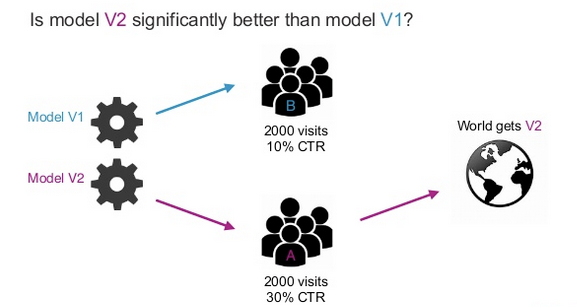 Is model V2 significantly better than model V1?
Model V1
B
2000 visits
10% CTR
World gets V2
Model V2
A
2000 visits
30% CTR